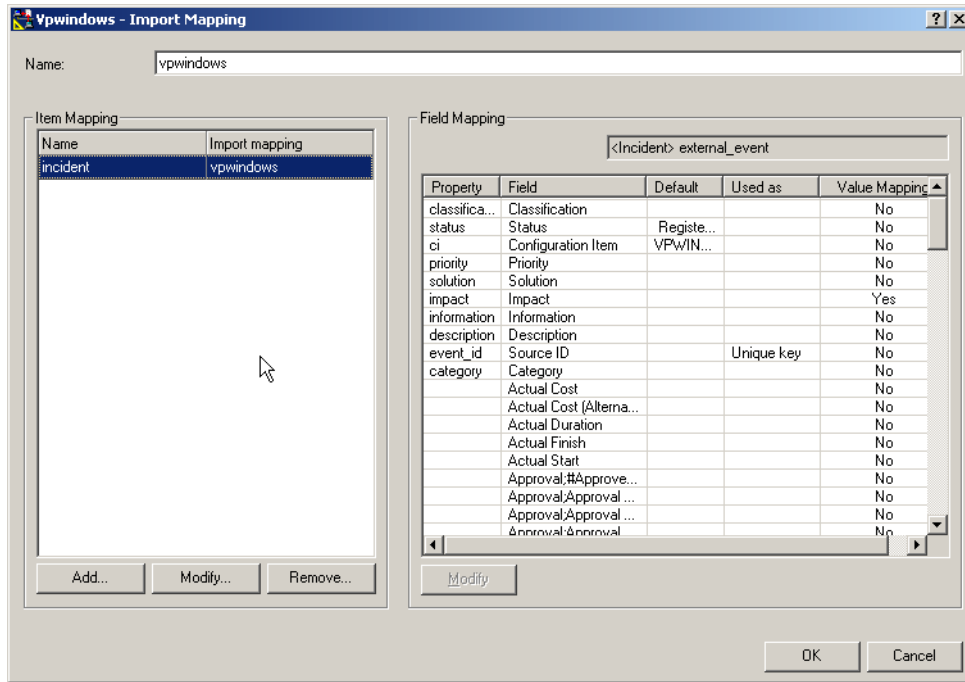 Vpwindows - Import Mapping
Name: vpwindows
Item Mapping
Name Import mapping
incident vpwindows
Add... Modify... Remove...
Field Mapping
<Incident> external_event
Property Field Default Used as Value Mapping
classifica... Classification No
status Status Registe... No
ci Configuration Item VPWIN... No
priority Priority No
solution Solution No
impact Impact Yes
information Information No
description Description No
event_id Source ID Unique key No
category Category No
Actual Cost No
Actual Cost (Alterna... No
Actual Duration No
Actual Finish No
Actual Start No
Approval;#Approve... No
Approval;Approval ... No
Approval;Approval ... No
Approval;Approval No
Modify
OK Cancel